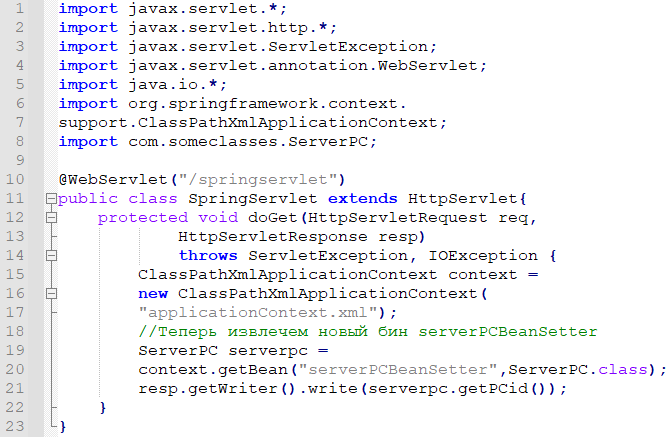 1 import javax.servlet.*;
2 import javax.servlet.http.*;
3 import javax.servlet.ServletException;
4 import javax.servlet.annotation.WebServlet;
5 import java.io.*;
6 import org.springframework.context.
7 support.ClassPathXmlApplicationContext;
8 import com.someclasses.ServerPC;
9
10 @WebServlet("/springservlet")
11 public class SpringServlet extends HttpServlet{
12     protected void doGet(HttpServletRequest req,
13             HttpServletResponse resp)
14             throws ServletException, IOException {
15         ClassPathXmlApplicationContext context =
16         new ClassPathXmlApplicationContext(
17         "applicationContext.xml");
18         //Теперь извлечем новый бин serverPCBeanSetter
19         ServerPC serverpc =
20         context.getBean("serverPCBeanSetter",ServerPC.class);
21         resp.getWriter().write(serverpc.getPCid());
22     }
23 }